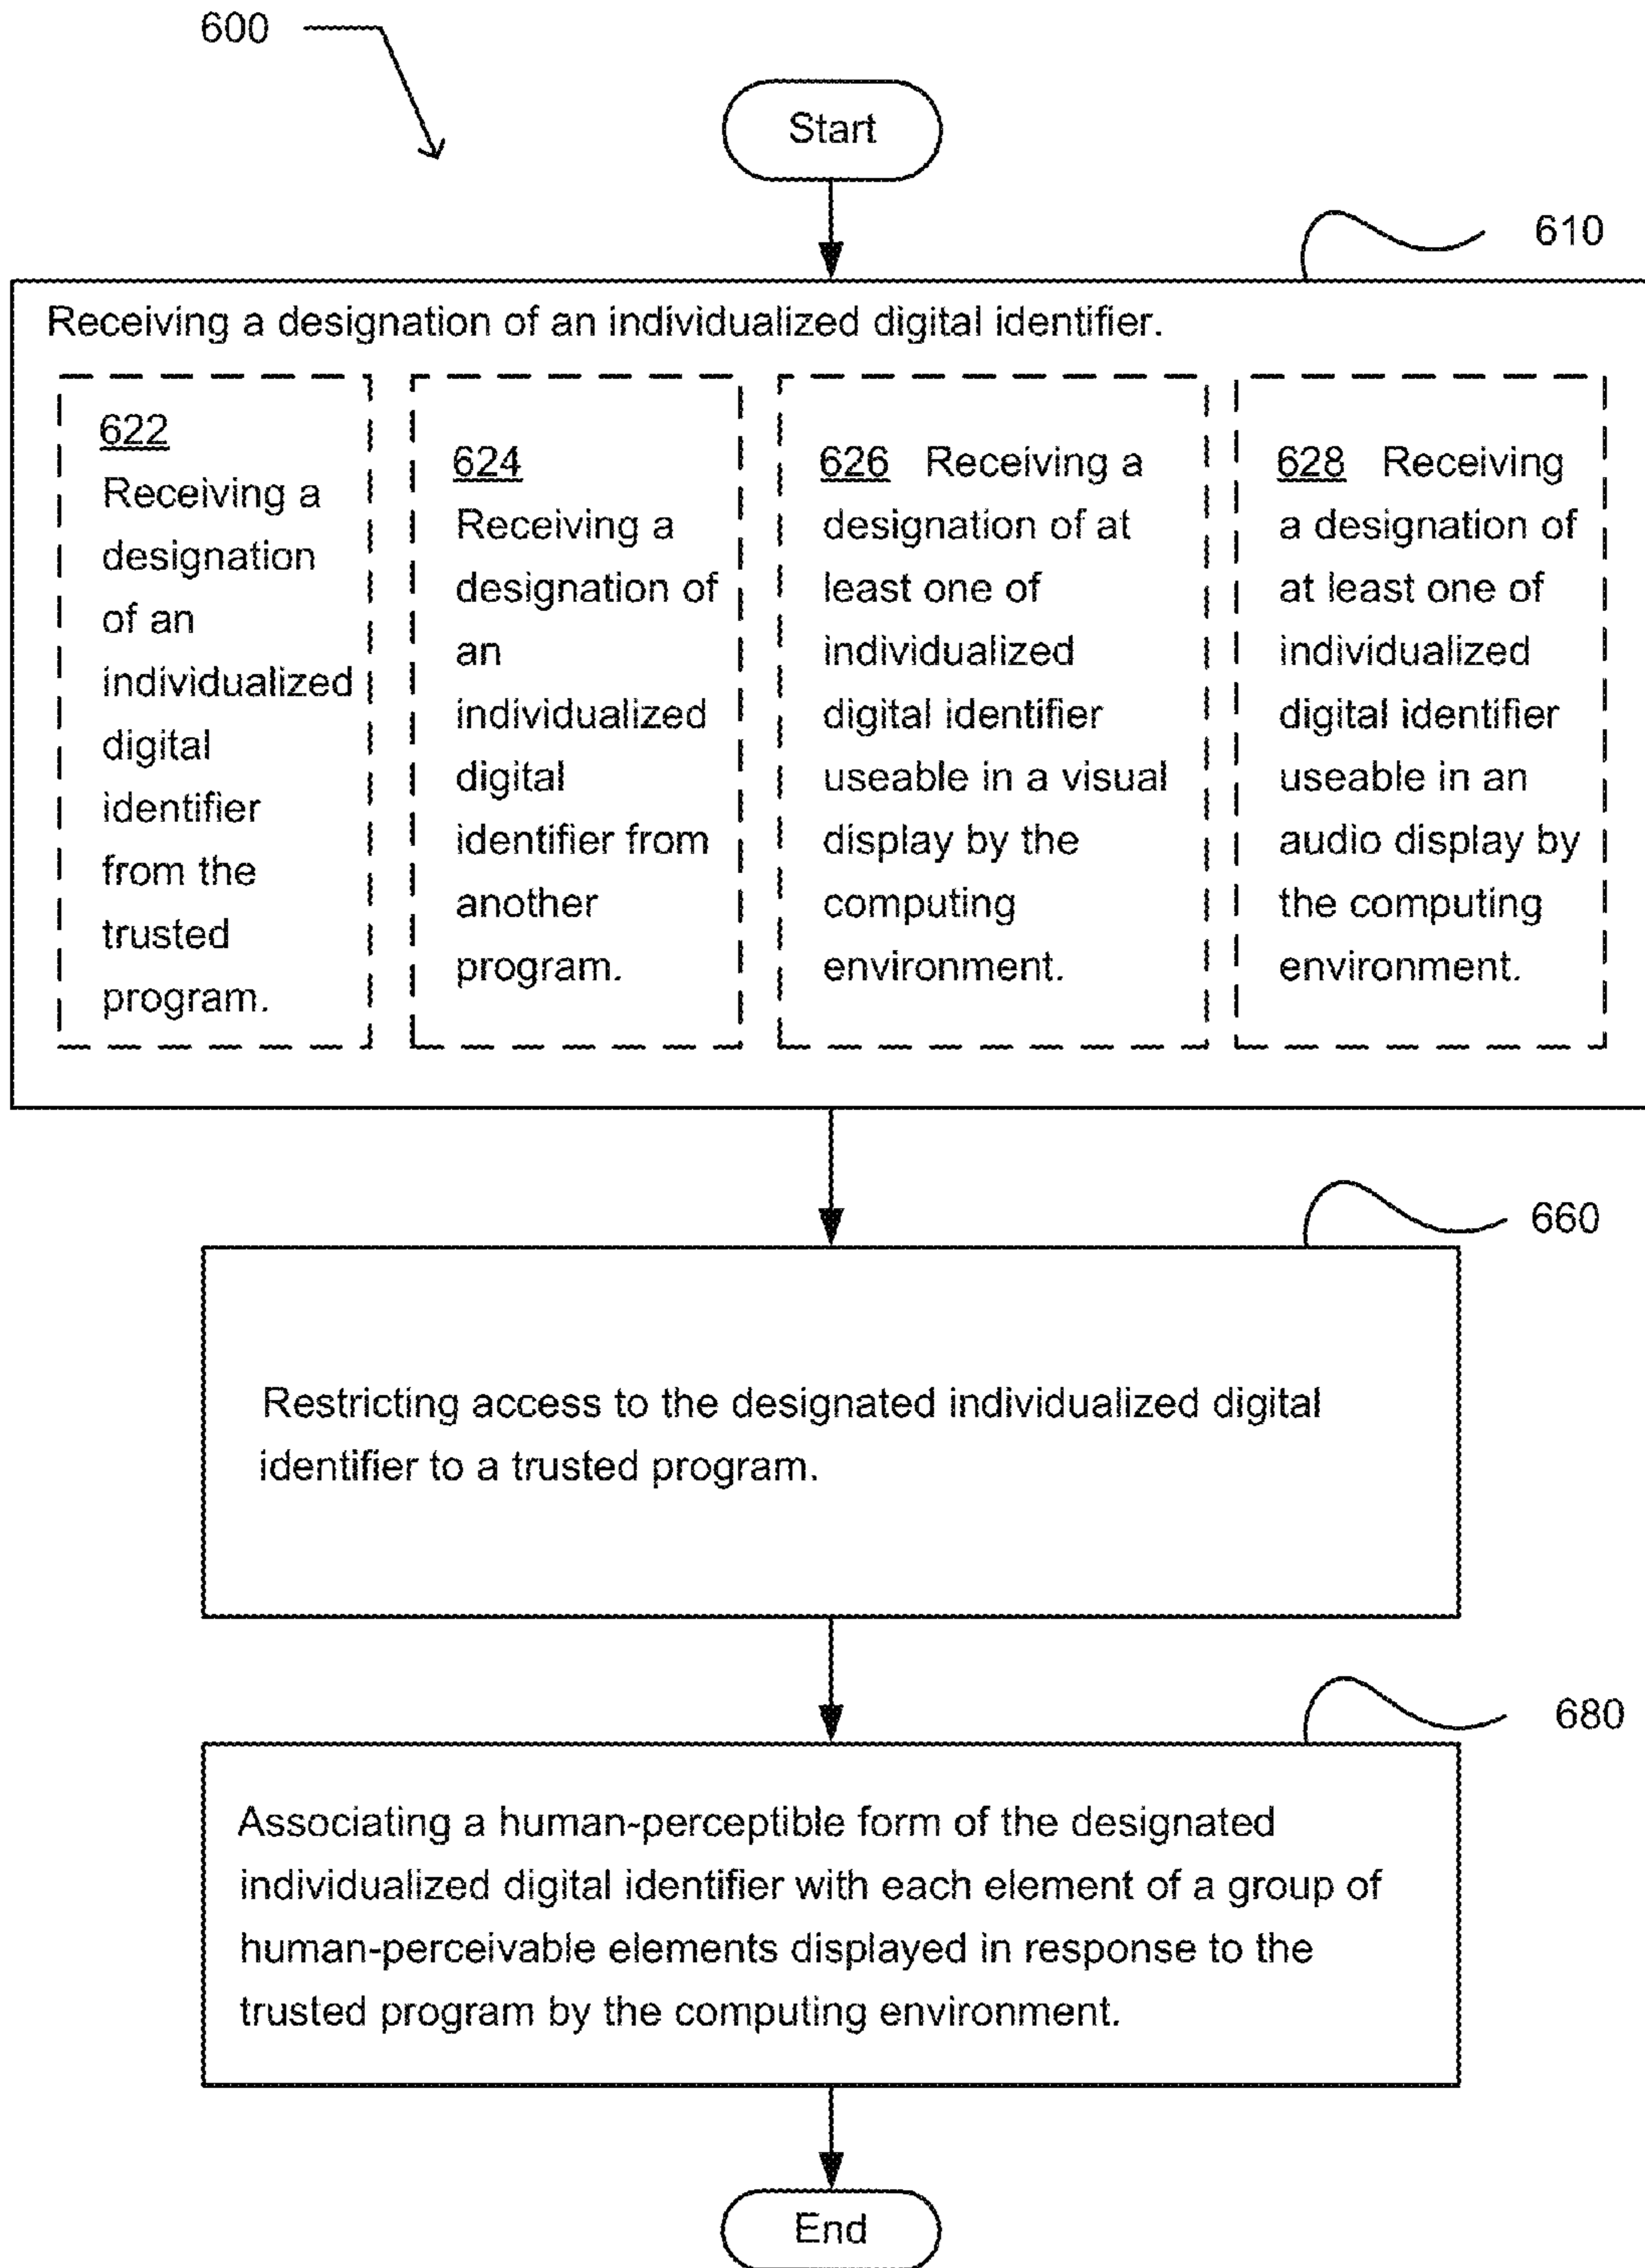 600
Start
610
Receiving a designation of an individualized digital identifier.
622
Receiving a
designation
of an
individualized
digital
identifier
from the
trusted
program.
624
Receiving a
designation of
an
individualized
digital
identifier from
another
program.
626 Receiving a
designation of at
least one of
individualized
digital identifier
useable in a visual
display by the
computing
environment.
628 Receiving
a designation of
at least one of
individualized
digital identifier
useable in an
audio display by
the computing
environment.
660
Restricting access to the designated individualized digital
identifier to a trusted program.
680
Associating a human-perceptible form of the designated
individualized digital identifier with each element of a group of
human-perceivable elements displayed in response to the
trusted program by the computing environment.
End